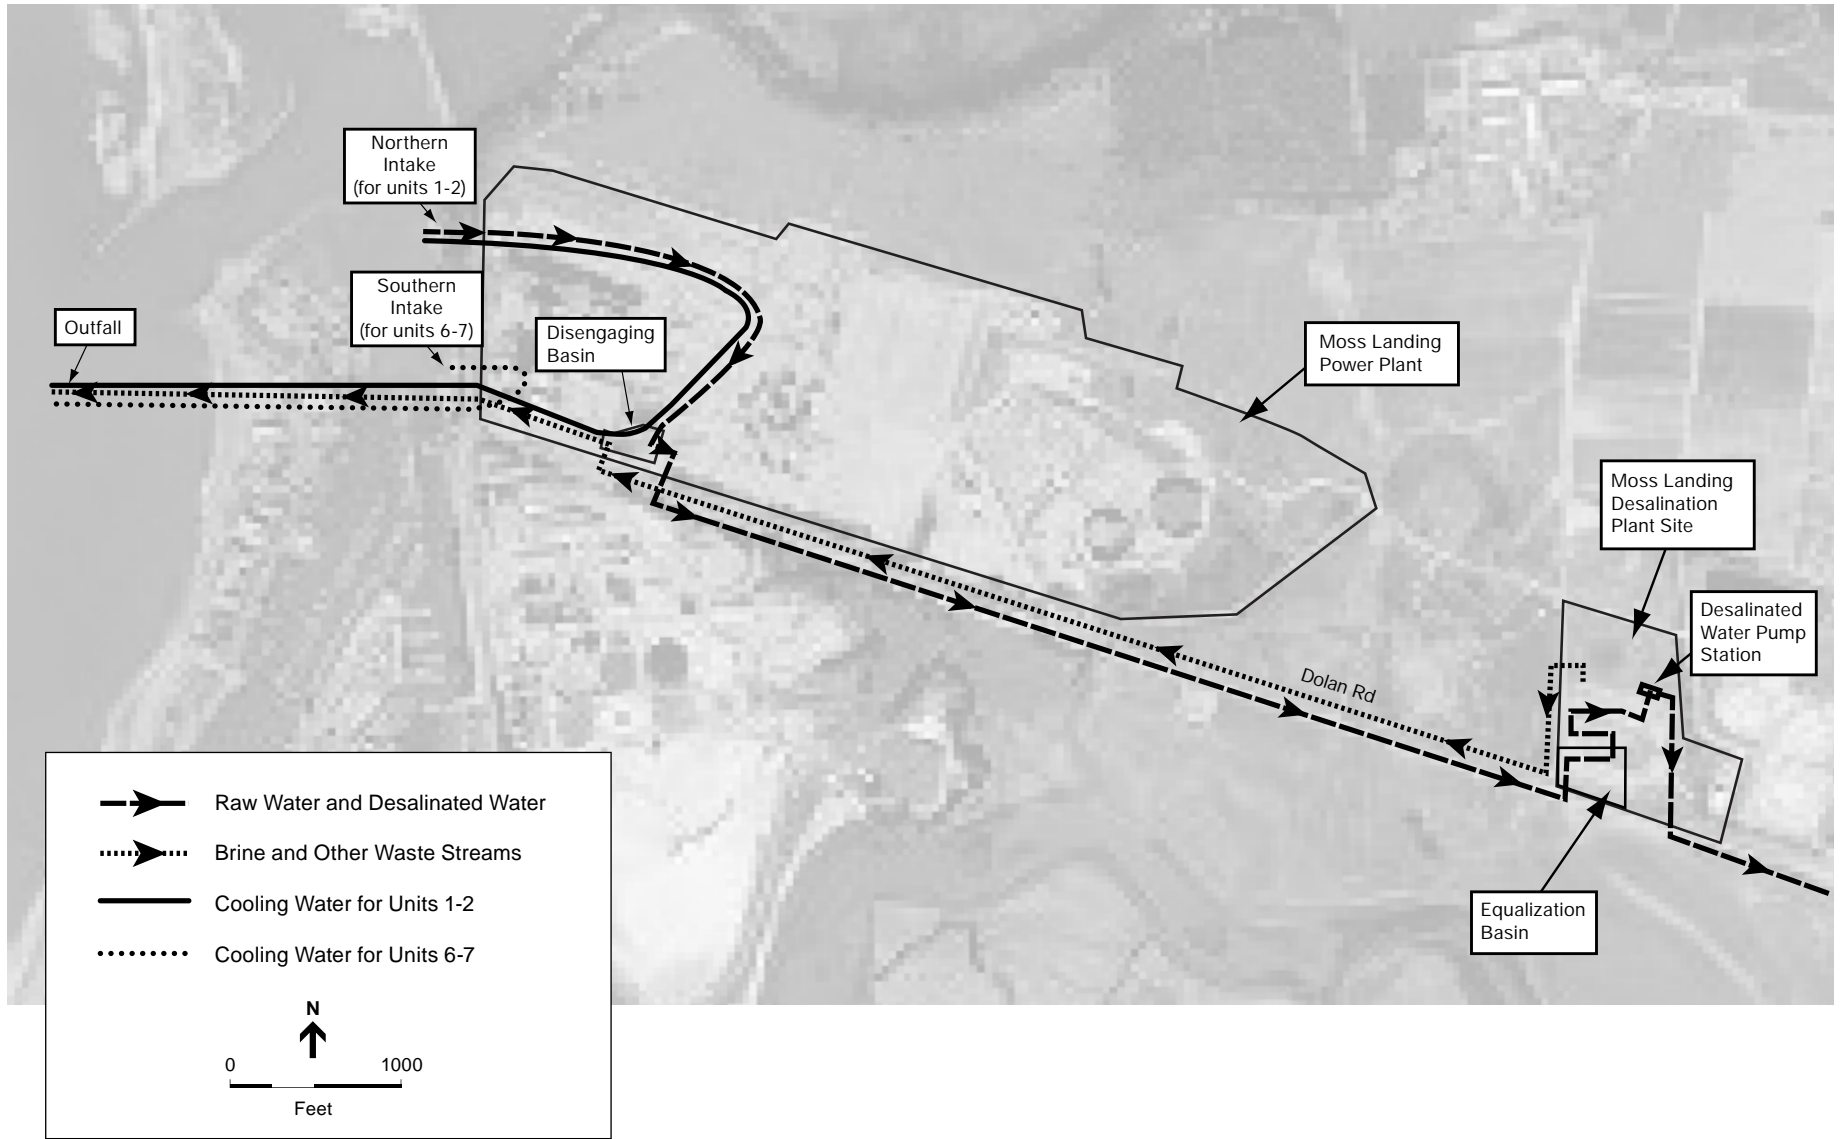 Northern
Intake
(for units 1-2)
Southern
Intake
(for units 6-7)
Outfall
Disengaging
Basin
Moss Landing
Power Plant
Moss Landing
Desalination
Plant Site
Desalinated
Water Pump
Station
Dolan Rd
Equalization
Basin
Raw Water and Desalinated Water
Brine and Other Waste Streams
Cooling Water for Units 1-2
Cooling Water for Units 6-7
N
0 1000
Feet